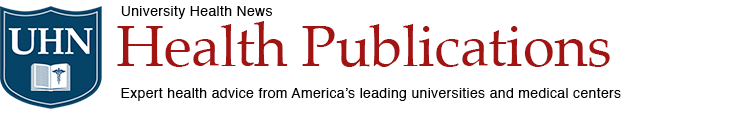 University Health News
UHN
Health Publications
Expert health advice from America's leading universities and medical centers